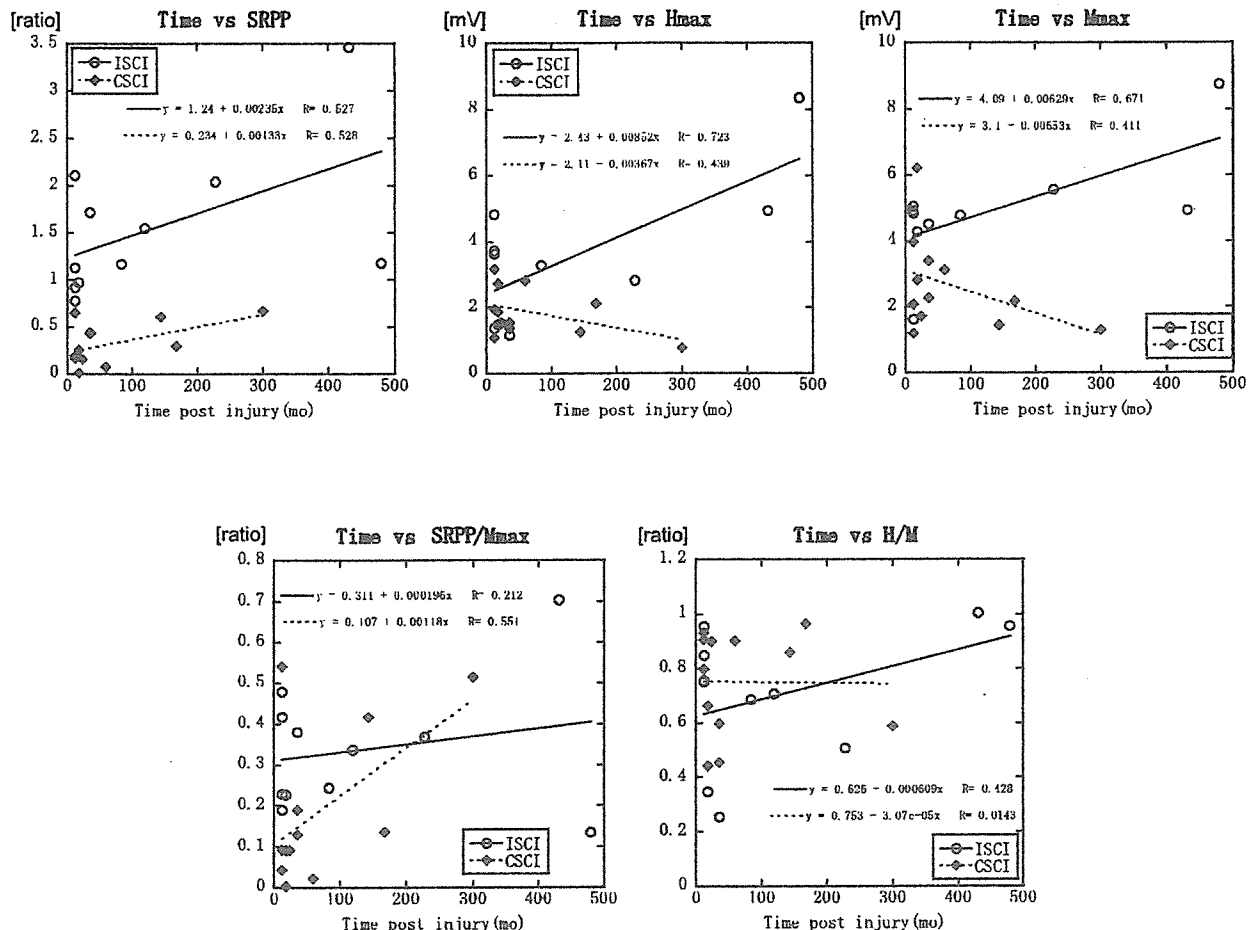 [ratio] Time vs SRPP
3.5
3
2.5
2
1.5
1
0.5
0
ISCI
CSCI
y = 1.24 + 0.00235x R= 0.527
y = 0.234 + 0.00133x R= 0.528
0 100 200 300 400 500
Time post injury(mo)
[mV] Time vs Hmax
10
8
6
4
2
0
ISCI
CSCI
y = 2.43 + 0.00852x R= 0.723
y = 2.11 - 0.00367x R= 0.439
0 100 200 300 400 500
Time post injury(mo)
[mV] Time vs Mmax
10
8
6
4
2
0
y = 4.09 + 0.00629x R= 0.671
y = 3.1 - 0.00653x R= 0.411
ISCI
CSCI
0 100 200 300 400 500
Time post injury(mo)
[ratio] Time vs SRPP/Mmax
0.8
0.7
0.6
0.5
0.4
0.3
0.2
0.1
0
y = 0.311 + 0.000196x R= 0.212
y = 0.107 + 0.00118x R= 0.551
ISCI
CSCI
0 100 200 300 400 500
Time post injury(mo)
[ratio] Time vs H/M
1.2
1
0.8
0.6
0.4
0.2
0
y = 0.625 - 0.000609x R= 0.428
y = 0.753 - 3.07e-05x R= 0.0143
ISCI
CSCI
0 100 200 300 400 500
Time post injury(mo)